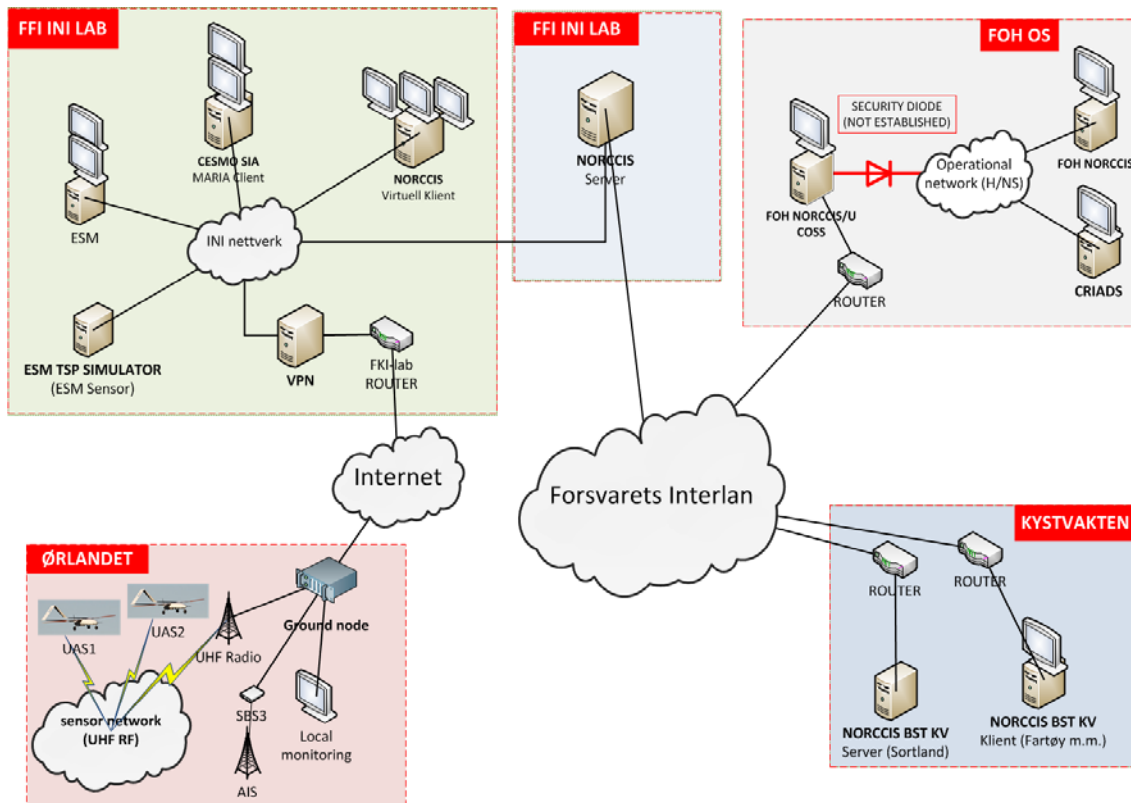 FFI INI LAB
CESMO SIA
MARIA Client
NORCCIS
Virtuell Klient
ESM
INI nettverk
ESM TSP SIMULATOR
(ESM Sensor)
VPN
FKI-lab
ROUTER
FFI INI LAB
NORCCIS
Server
FOH OS
SECURITY DIODE
(NOT ESTABLISHED)
FOH NORCCIS/U
COSS
Operational
network (H/NS)
FOH NORCCIS
CRIADS
ROUTER
Internet
Forsvarets Interlan
ØRLANDET
UAS1
UAS2
UHF Radio
Ground node
sensor network
(UHF RF)
SBS3
AIS
Local
monitoring
KYSTVAKTEN
ROUTER
ROUTER
NORCCIS BST KV
Server (Sortland)
NORCCIS BST KV
Klient (Fartøy m.m.)